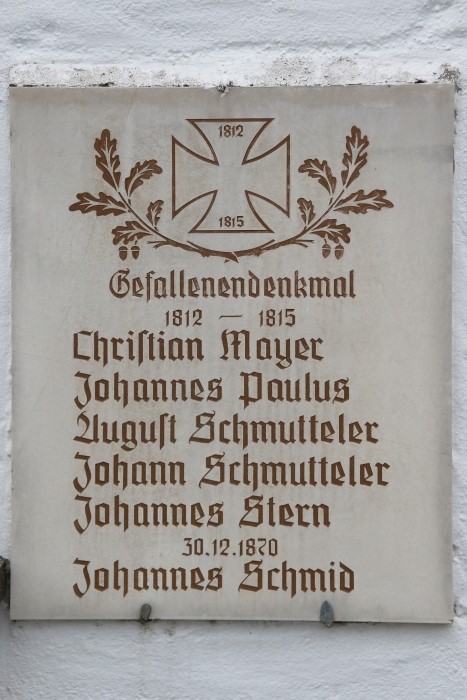 1812
1815
Gefallenendenkmal
1812 — 1815
Christian Mayer
Johannes Paulus
August Schmutteler
Johann Schmutteler
Johannes Stern
30.12.1870
Johannes Schmid